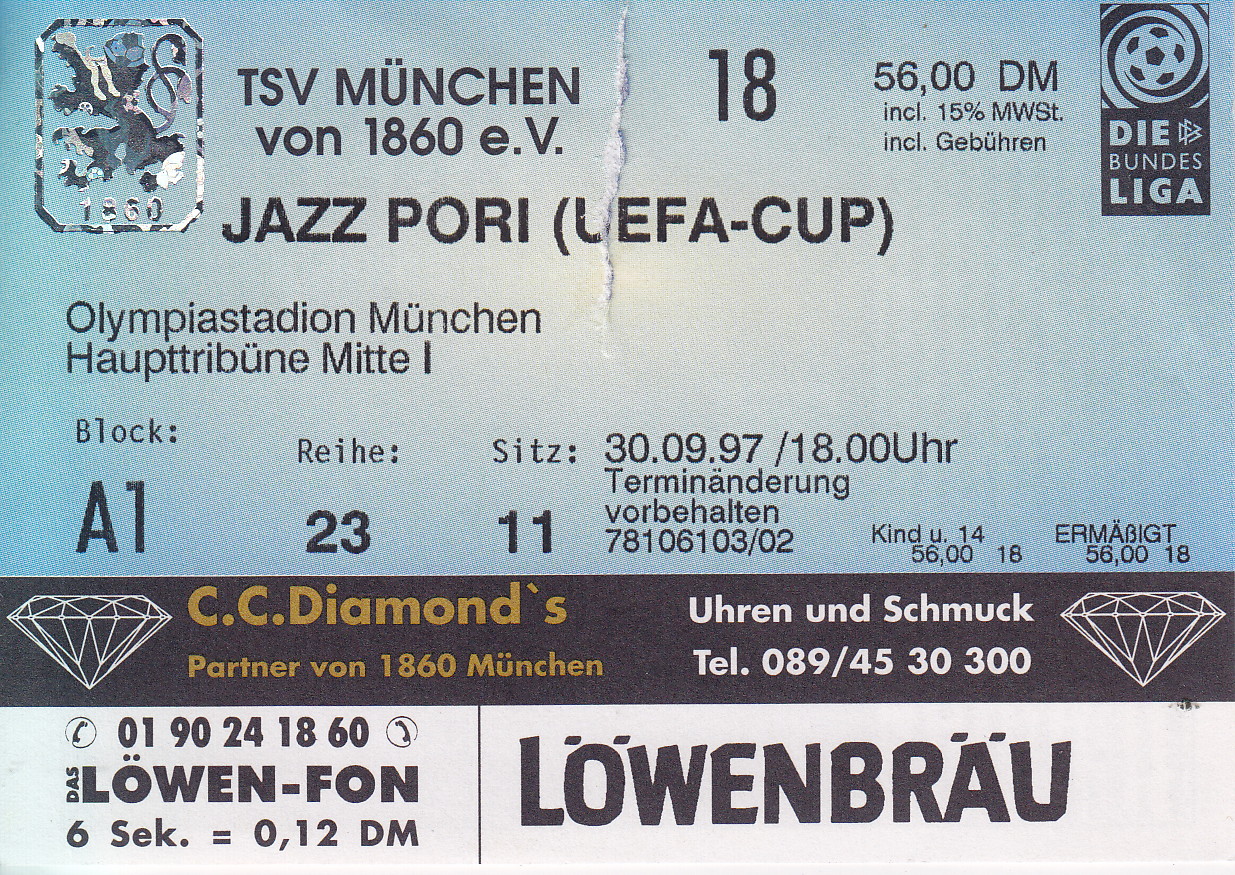 TSV MÜNCHEN
von 1860 e.V.
18
56,00 DM
incl. 15% MWSt.
incl. Gebühren
DIE
BUNDES
LIGA
1860
JAZZ PORI (UEFA-CUP)
Olympiastadion München
Haupttribüne Mitte I
Block: Reihe: Sitz:
A1 23 11
30.09.97 /18.00Uhr
Terminänderung
vorbehalten
78106103/02
Kind u. 14
56,00 18
ERMÄßIGT
56,00 18
C.C.Diamond`s
Partner von 1860 München
Uhren und Schmuck
Tel. 089/45 30 300
01 90 24 18 60
DAS LÖWEN-FON
6 Sek. = 0,12 DM
LÖWENBRÄU